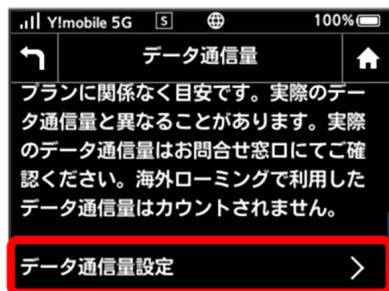 Y!mobile 5G S 100%
データ通信量
プランに関係なく目安です。実際のデー
タ通信量と異なることがあります。実際
のデータ通信量はお問合せ窓口にてご確
認ください。海外ローミングで利用した
データ通信量はカウントされません。
データ通信量設定